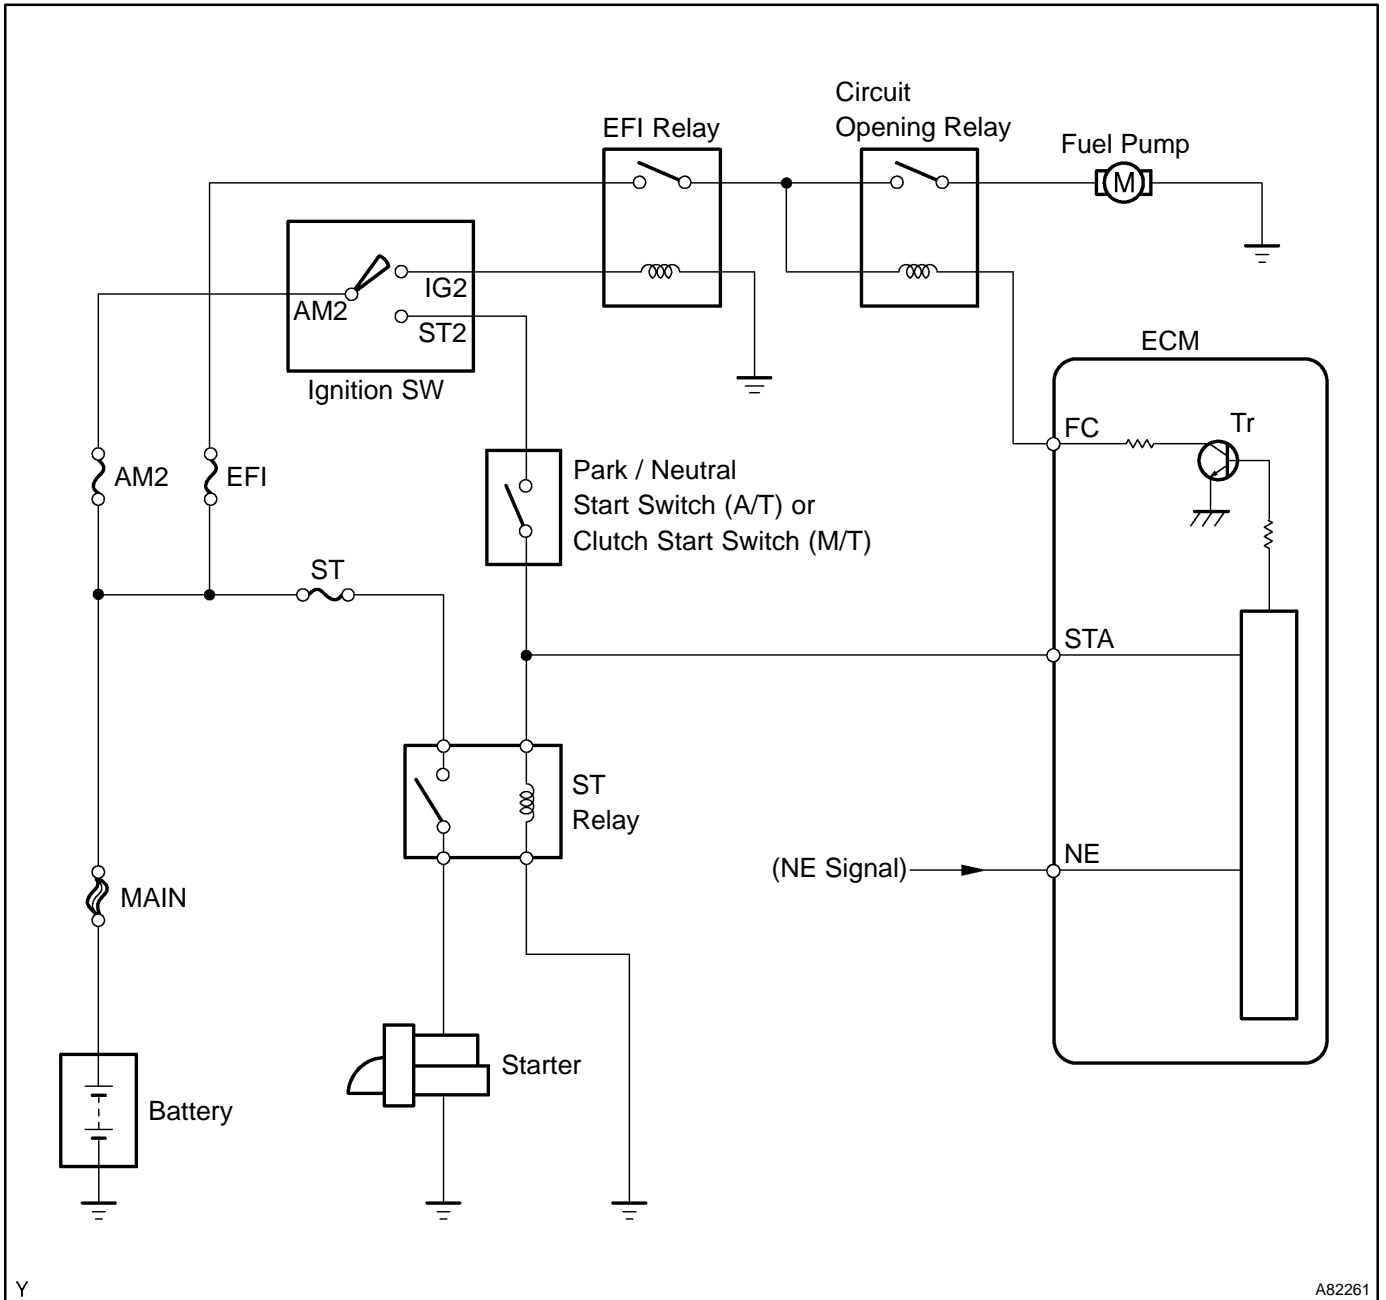 Circuit
Opening Relay
EFI Relay
Fuel Pump
M
IG2
AM2
ST2
Ignition SW
ECM
FC
Tr
AM2
EFI
Park / Neutral
Start Switch (A/T) or
Clutch Start Switch (M/T)
ST
STA
ST
Relay
(NE Signal)
NE
MAIN
Starter
Battery
Y
A82261